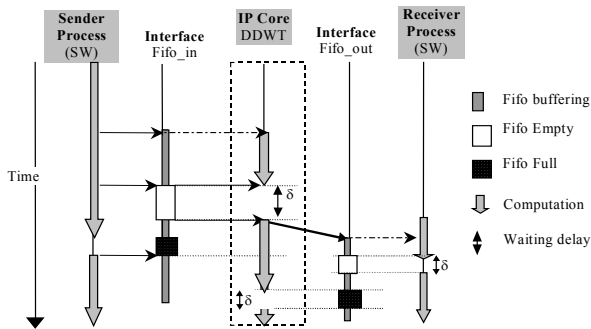 Sender
Process
(SW)
Interface
Fifo_in
IP Core
DDWT
Interface
Fifo_out
Receiver
Process
(SW)
Time
δ
δ
δ
Fifo buffering
Fifo Empty
Fifo Full
Computation
Waiting delay